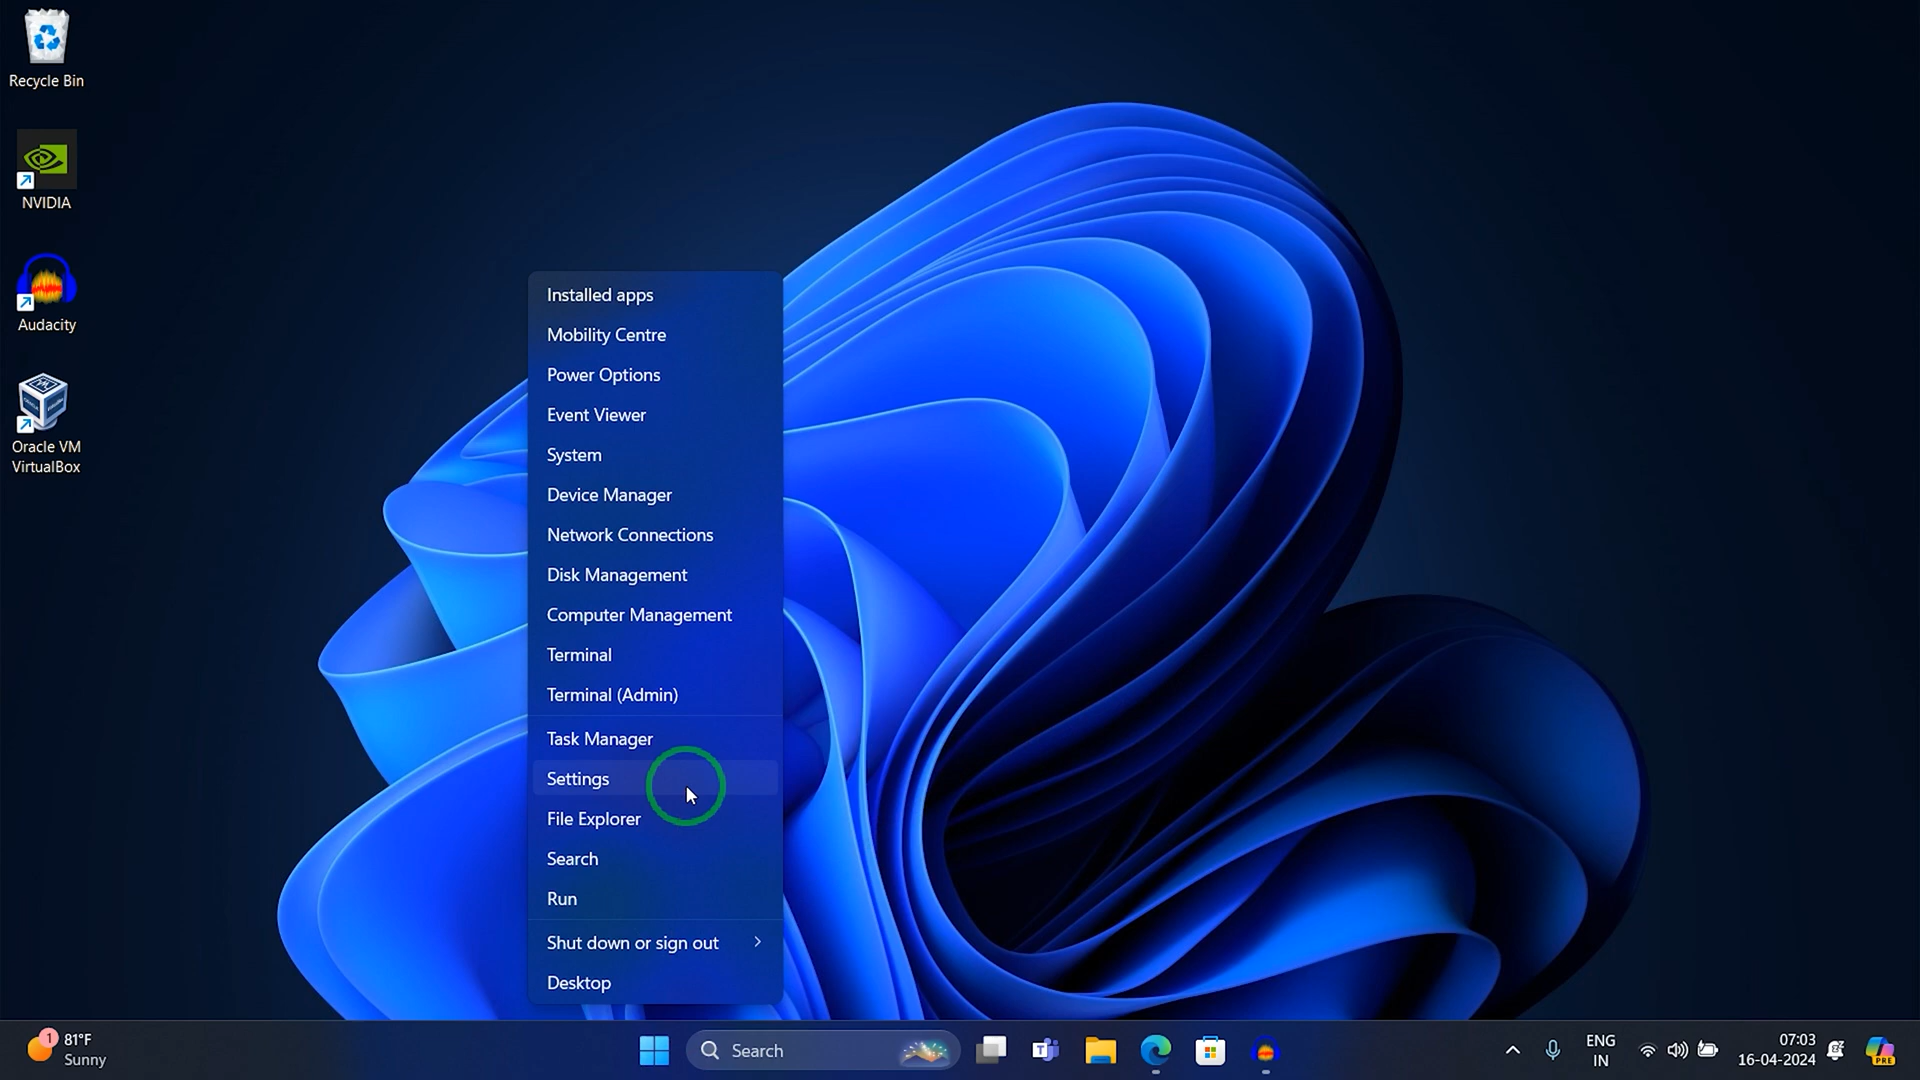 Recycle Bin
NVIDIA
Audacity
Oracle VM
VirtualBox
Installed apps
Mobility Centre
Power Options
Event Viewer
System
Device Manager
Network Connections
Disk Management
Computer Management
Terminal
Terminal (Admin)
Task Manager
Settings
File Explorer
Search
Run
Shut down or sign out
Desktop
1
81°F
Sunny
Search
ENG
IN
07:03
16-04-2024
PRE